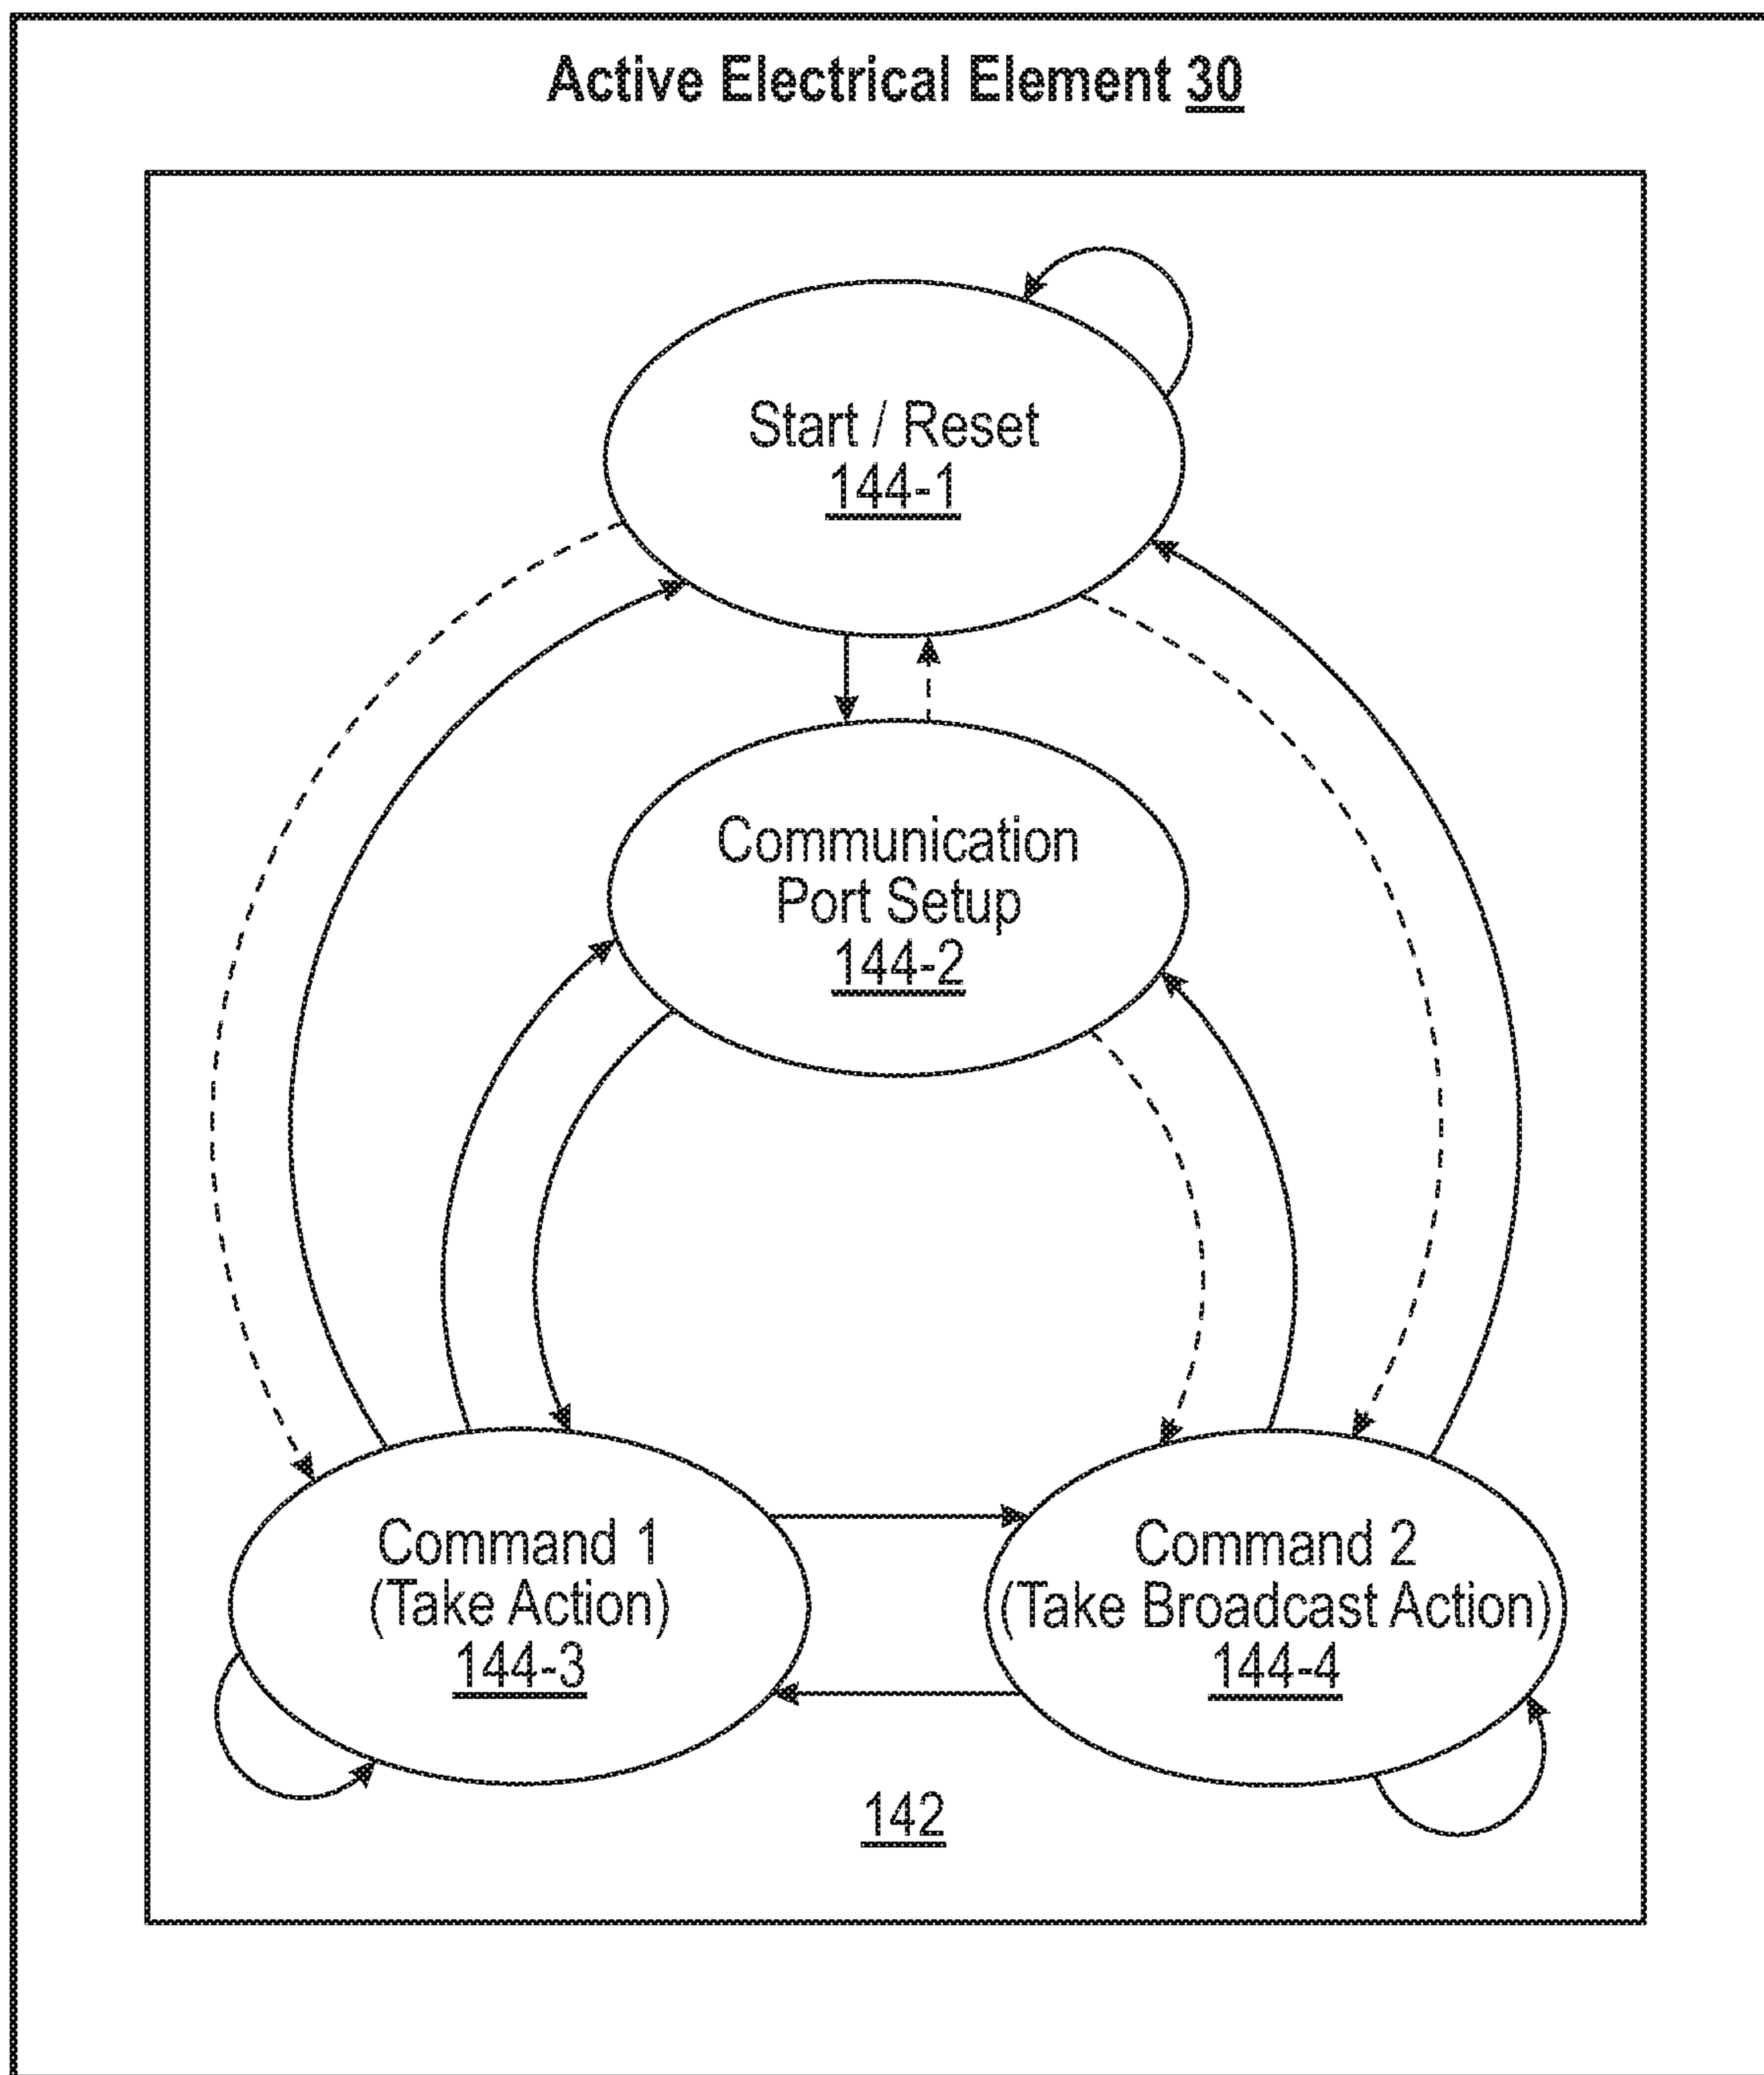 Active Electrical Element 30
Start / Reset
144-1
Communication
Port Setup
144-2
Command 1
(Take Action)
144-3
Command 2
(Take Broadcast Action)
144-4
142